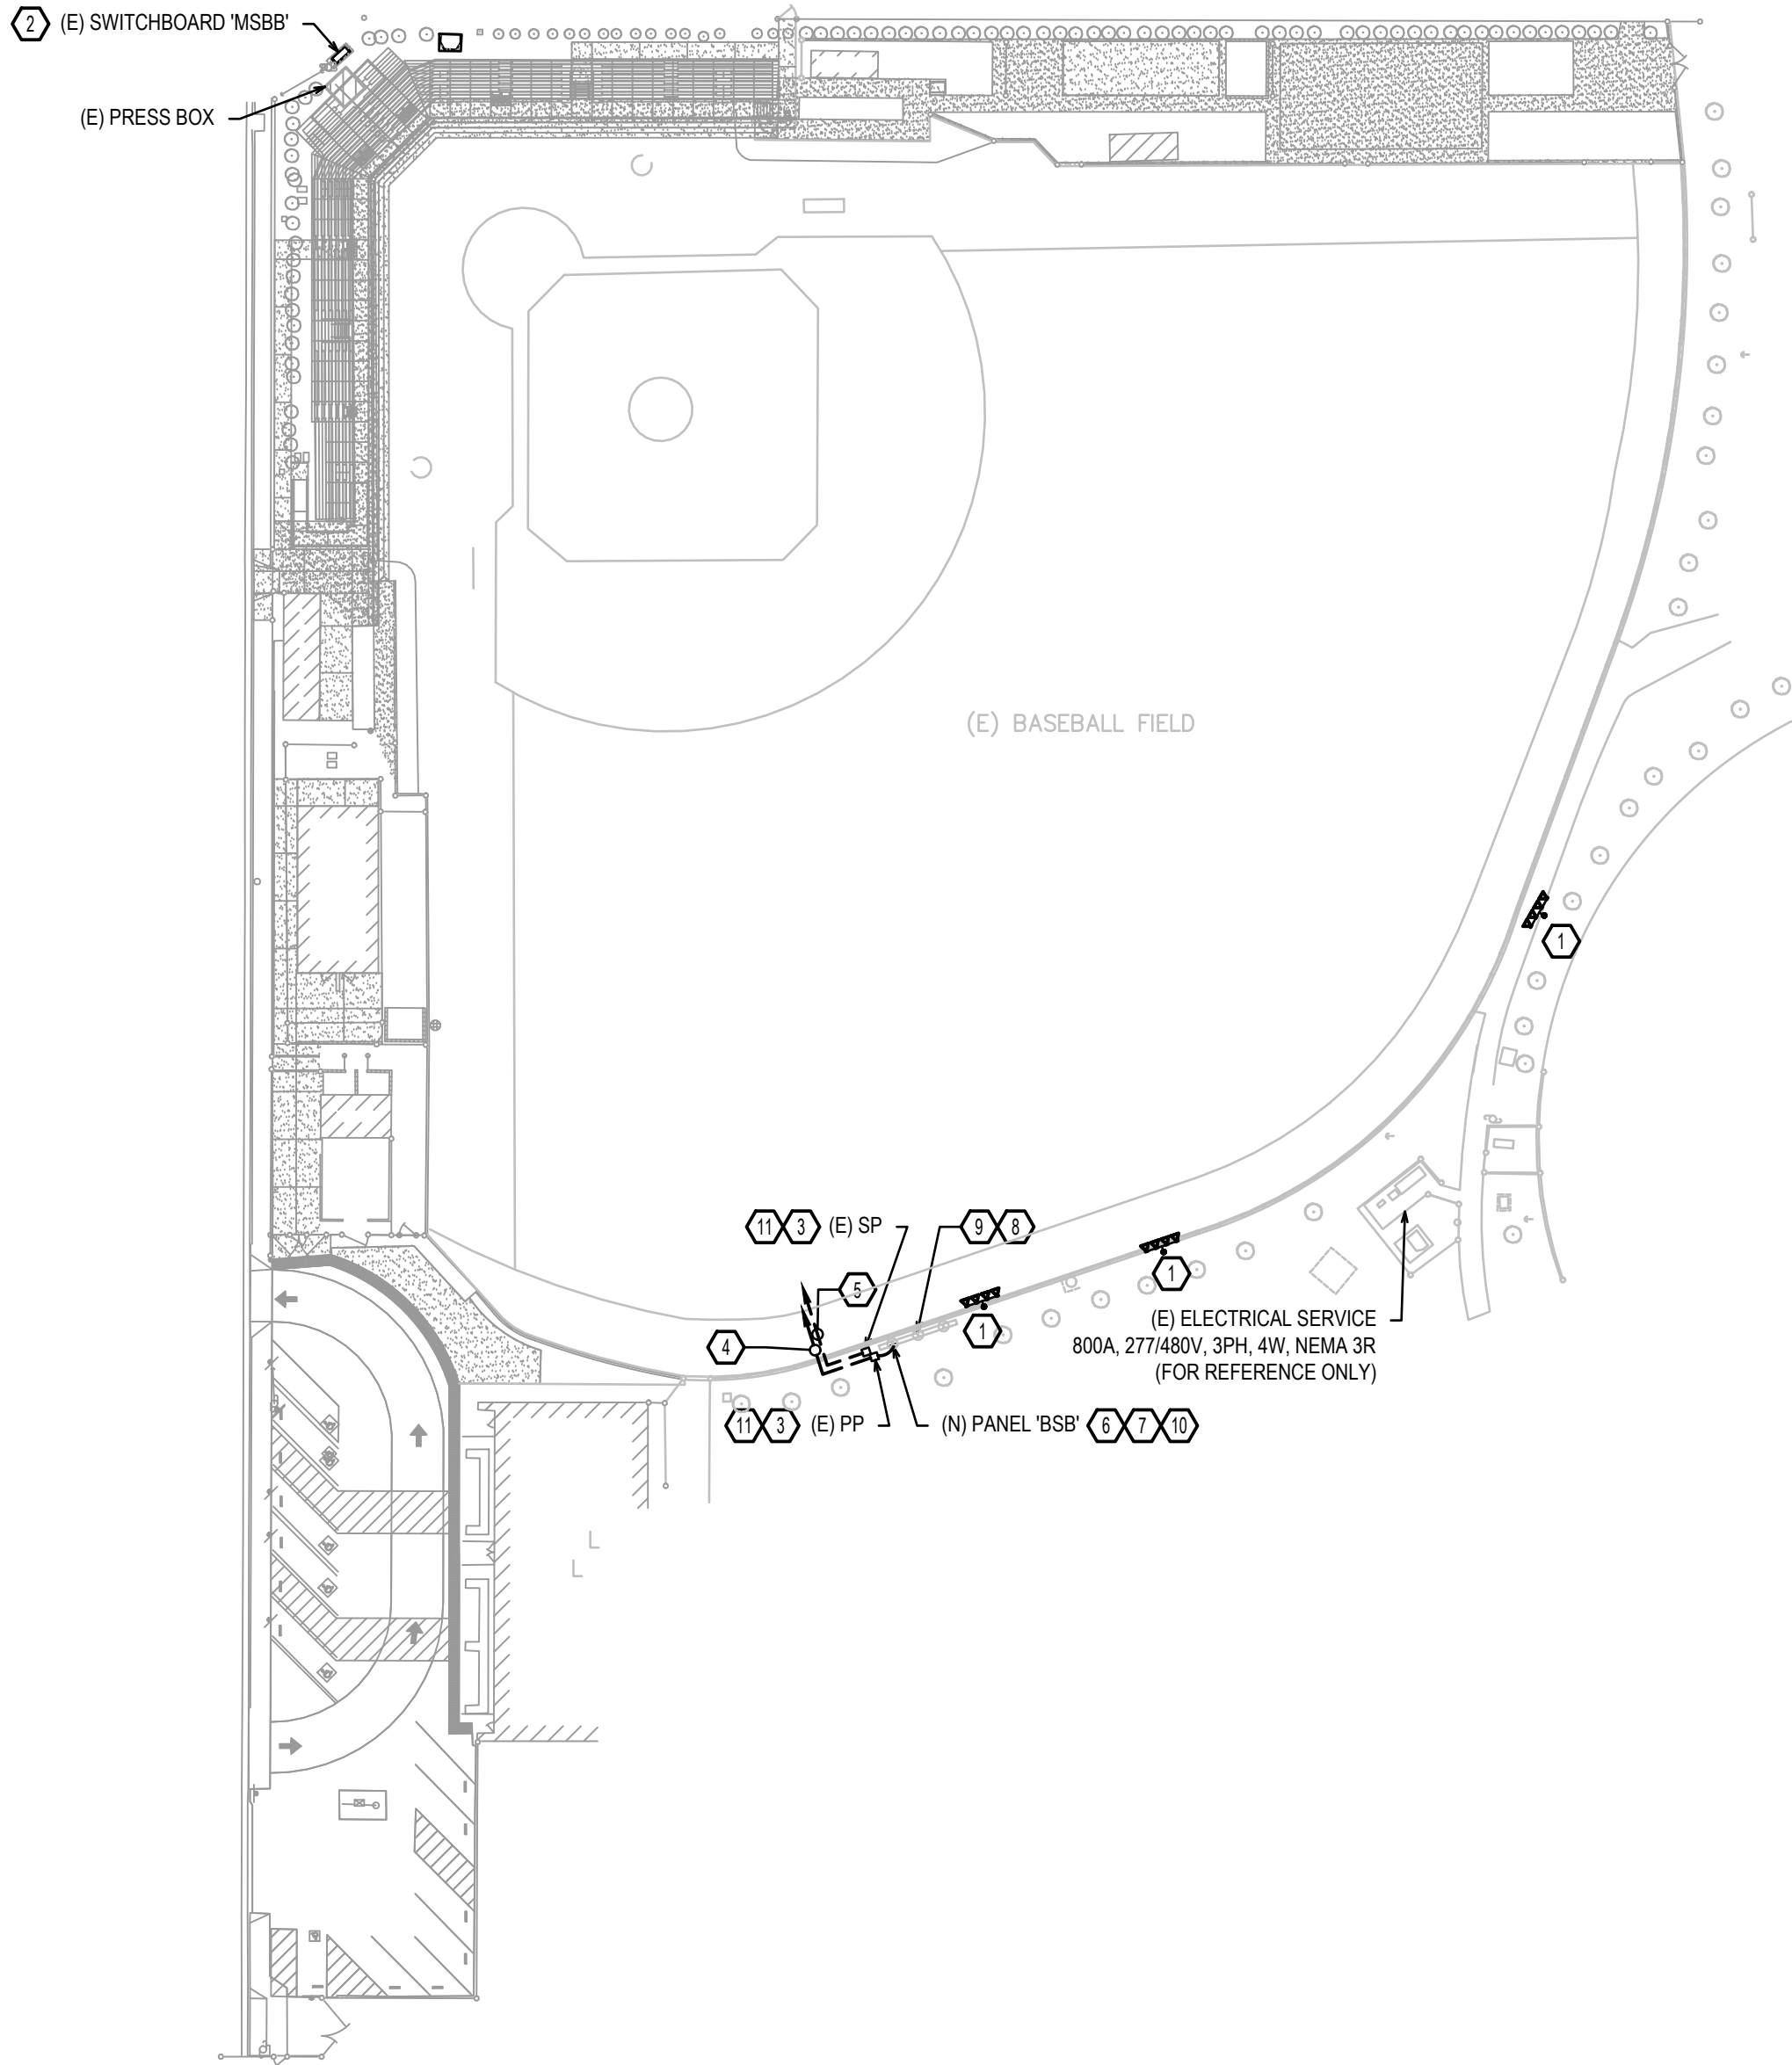 2 (E) SWITCHBOARD 'MSBB'
(E) PRESS BOX
(E) BASEBALL FIELD
1
11 3 (E) SP
9 8
5
1
4
1
(E) ELECTRICAL SERVICE
800A, 277/480V, 3PH, 4W, NEMA 3R
(FOR REFERENCE ONLY)
11 3 (E) PP
(N) PANEL 'BSB' 6 7 10
L
L